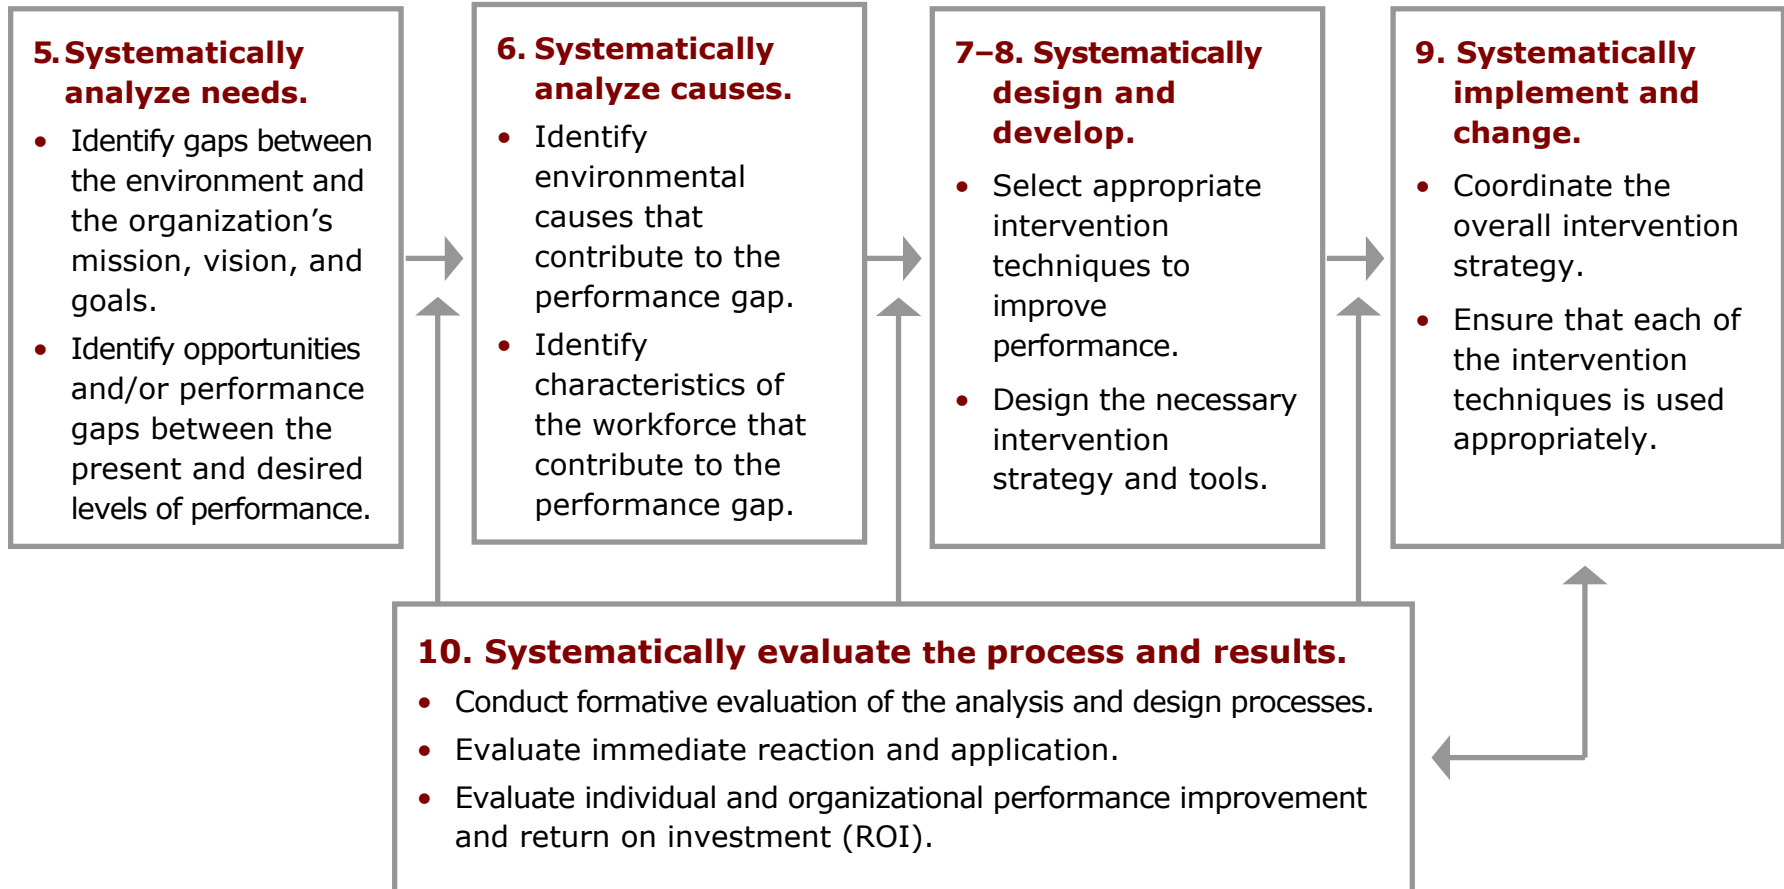 5. Systematically
analyze needs.
• Identify gaps between
the environment and
the organization’s
mission, vision, and
goals.
• Identify opportunities
and/or performance
gaps between the
present and desired
levels of performance.
6. Systematically
analyze causes.
• Identify
environmental
causes that
contribute to the
performance gap.
• Identify
characteristics of
the workforce that
contribute to the
performance gap.
7–8. Systematically
design and
develop.
• Select appropriate
intervention
techniques to
improve
performance.
• Design the necessary
intervention
strategy and tools.
9. Systematically
implement and
change.
• Coordinate the
overall intervention
strategy.
• Ensure that each of
the intervention
techniques is used
appropriately.
10. Systematically evaluate the process and results.
• Conduct formative evaluation of the analysis and design processes.
• Evaluate immediate reaction and application.
• Evaluate individual and organizational performance improvement
and return on investment (ROI).